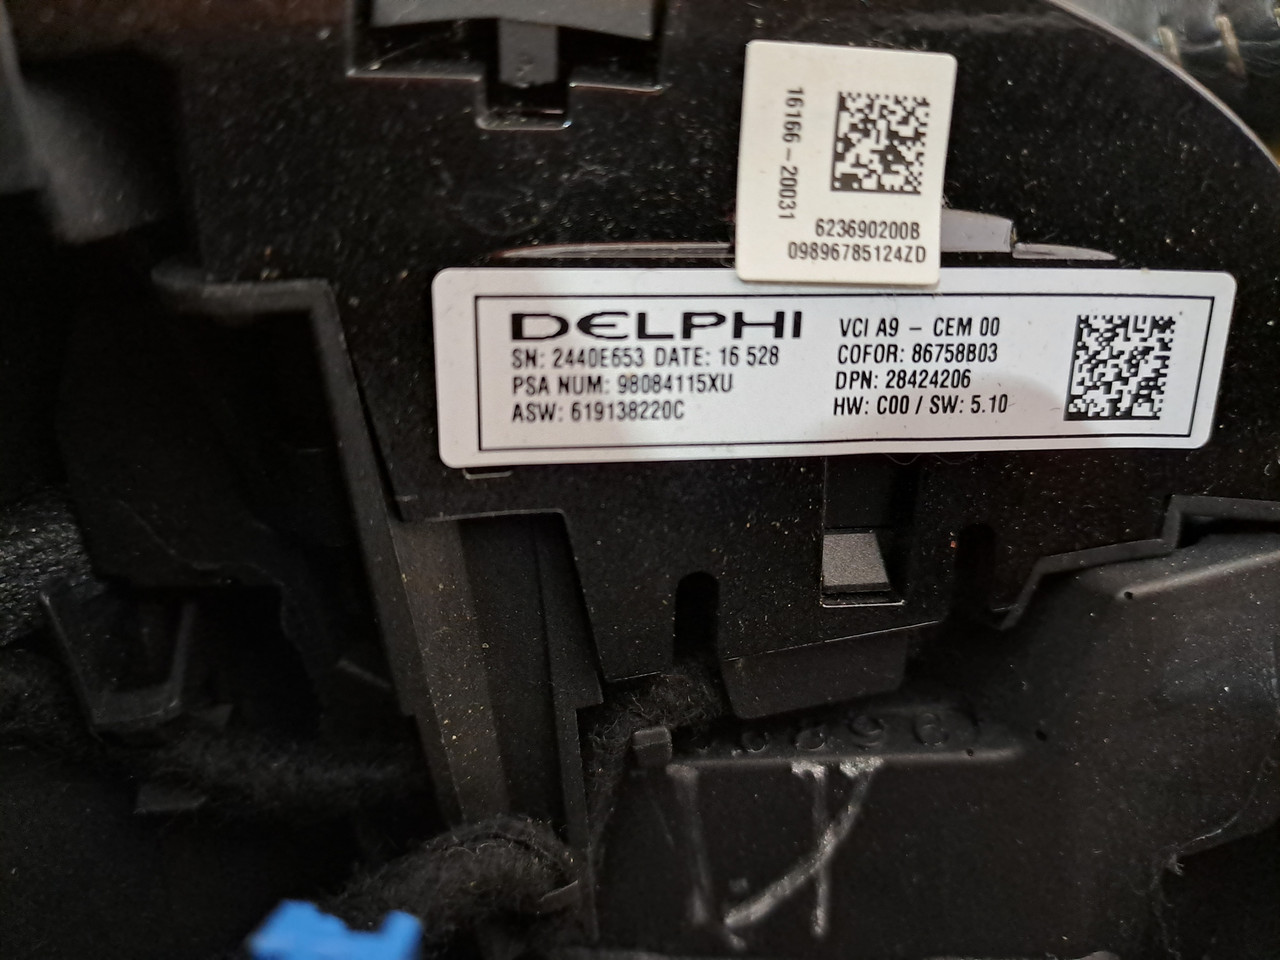 16166-20031
623690200B
09896785124ZD
DELPHI
SN: 2440E653 DATE: 16 528
PSA NUM: 98084115XU
ASW: 619138220C
VCI A9 - CEM 00
COFOR: 86758B03
DPN: 28424206
HW: C00 / SW: 5.10